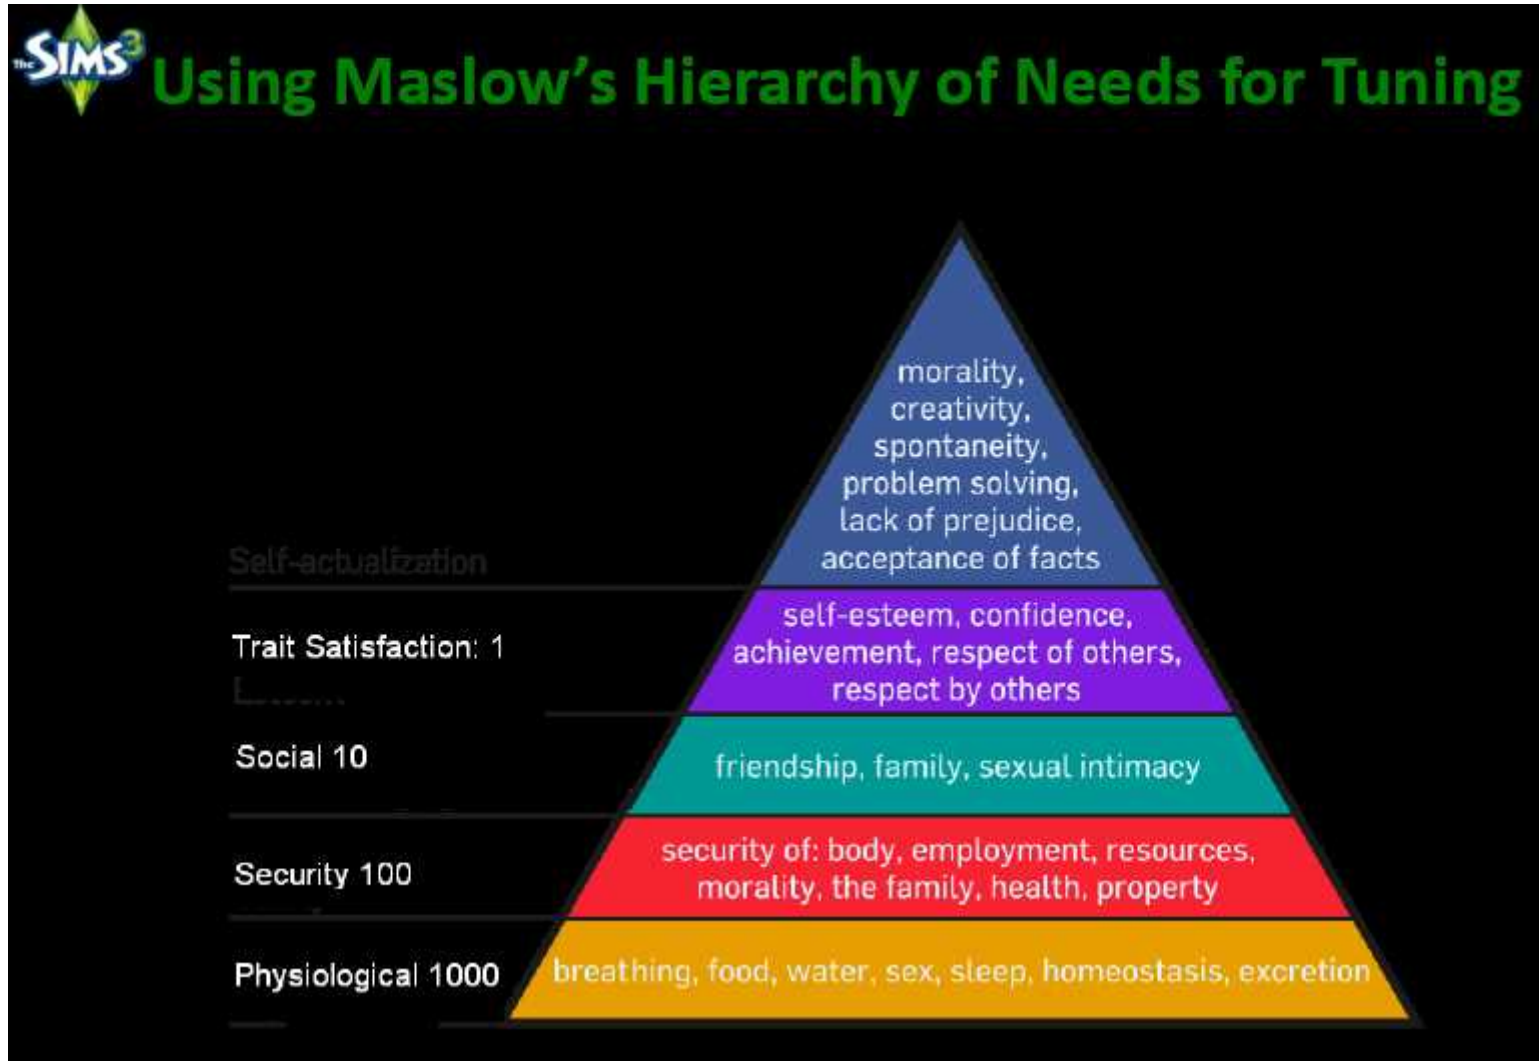 The SIMS 3
Using Maslow's Hierarchy of Needs for Tuning
morality,
creativity,
spontaneity,
problem solving,
lack of prejudice,
acceptance of facts
Self-actualization
self-esteem, confidence,
achievement, respect of others,
respect by others
Trait Satisfaction: 1
friendship, family, sexual intimacy
Social 10
security of: body, employment, resources,
morality, the family, health, property
Security 100
breathing, food, water, sex, sleep, homeostasis, excretion
Physiological 1000